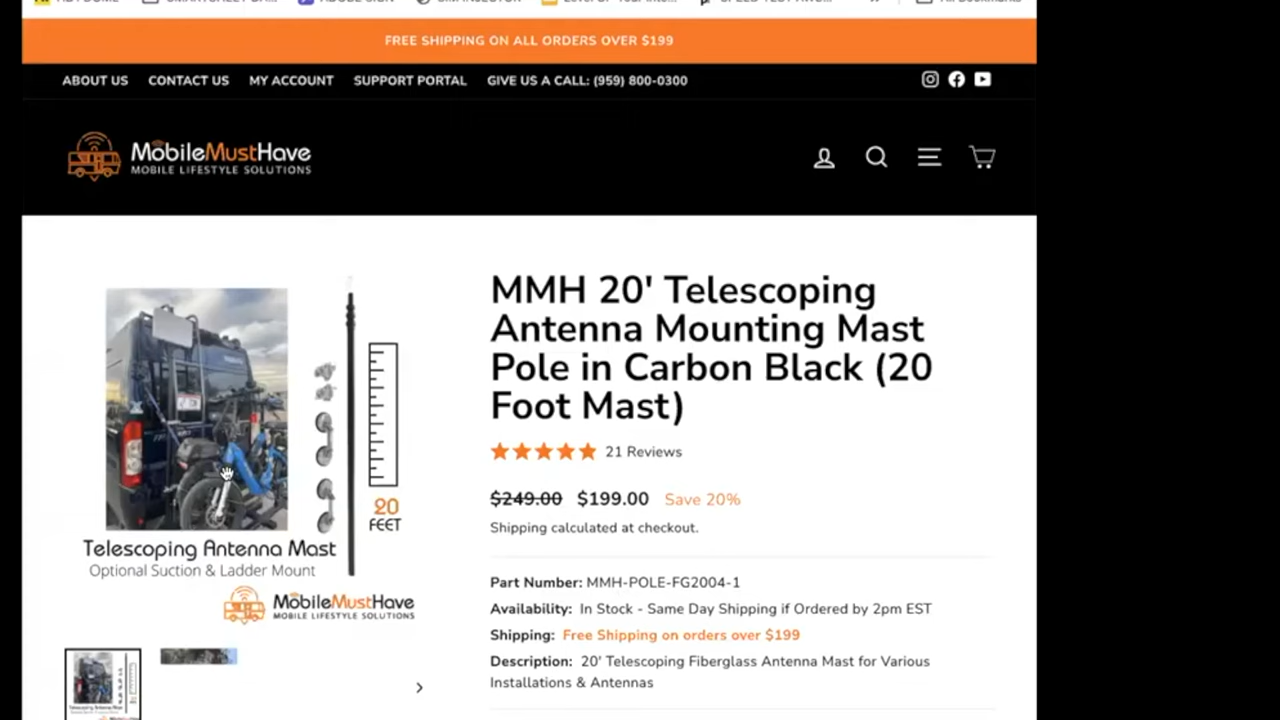 FREE SHIPPING ON ALL ORDERS OVER $199
ABOUT US CONTACT US MY ACCOUNT SUPPORT PORTAL GIVE US A CALL: (959) 800-0300
MobileMustHave
MOBILE LIFESTYLE SOLUTIONS
MMH 20' Telescoping
Antenna Mounting Mast
Pole in Carbon Black (20
Foot Mast)
21 Reviews
$249.00 $199.00 Save 20%
Shipping calculated at checkout.
20
FEET
Telescoping Antenna Mast
Optional Suction & Ladder Mount
MobileMustHave
MOBILE LIFESTYLE SOLUTIONS
Part Number: MMH-POLE-FG2004-1
Availability: In Stock - Same Day Shipping if Ordered by 2pm EST
Shipping: Free Shipping on orders over $199
Description: 20' Telescoping Fiberglass Antenna Mast for Various
Installations & Antennas